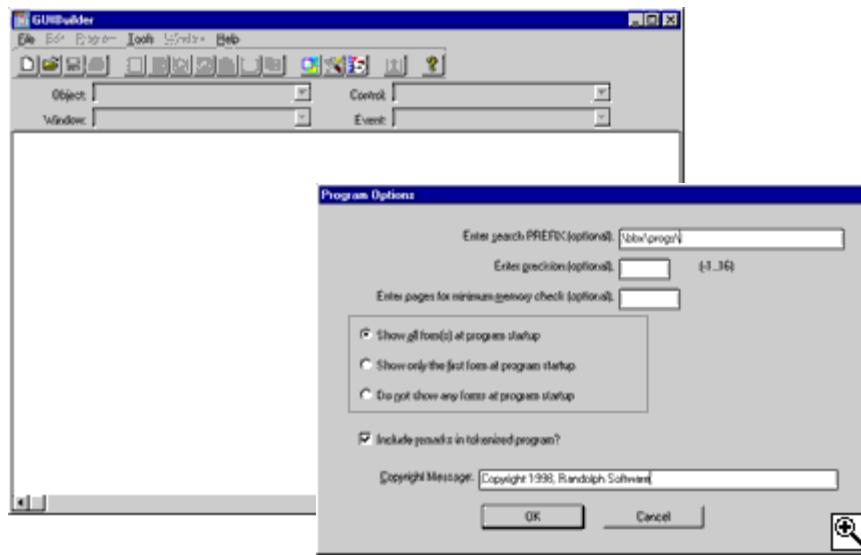 GUIBuilder
File Edit Program Tools Window Help
Object: Control:
Window: Event:
Program Options
Enter search PREFIX (optional): \bbx\progs\
Enter precision (optional): (-1..16)
Enter pages for minimum memory check (optional):
Show all form(s) at program startup
Show only the first form at program startup
Do not show any forms at program startup
Include remarks in tokenized program?
Copyright Message: Copyright 1998, Randolph Software
OK Cancel